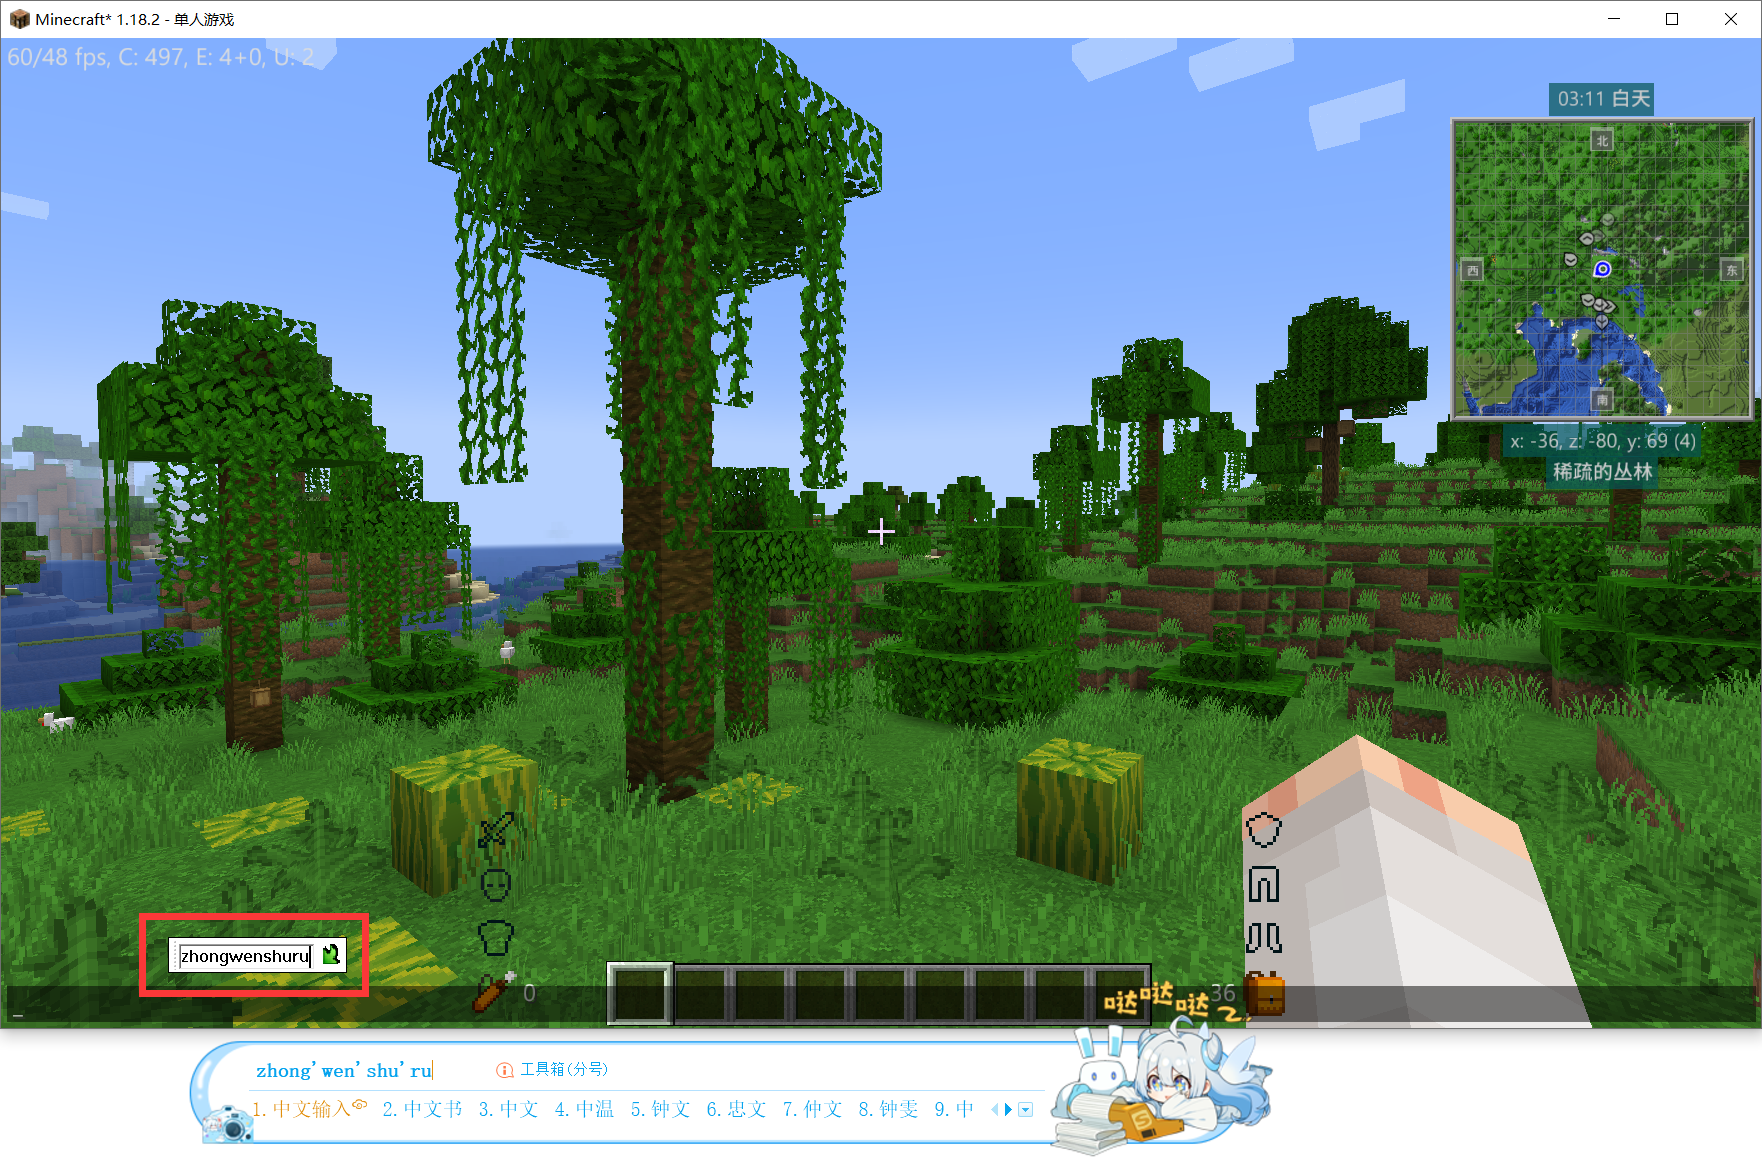 Minecraft* 1.18.2 - 单人游戏
60/48 fps, C: 497, E: 4+0, U: 2
03:11 白天
北
西
东
南
x: -36, z: -80, y: 69 (4)
稀疏的丛林
zhongwenshuru
0
36
_
哒哒哒
zhong'wen'shu'ru
工具箱(分号)
1.中文输入 2.中文书 3.中文 4.中温 5.钟文 6.忠文 7.仲文 8.钟雯 9.中
S